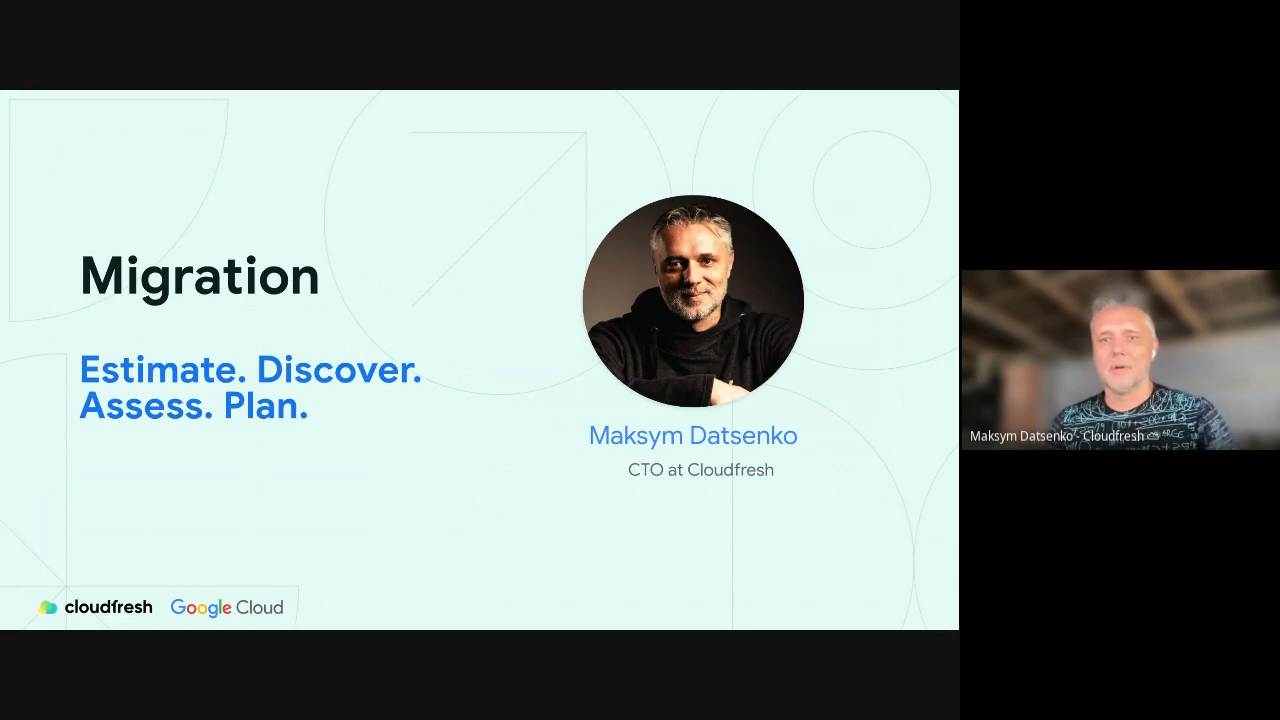 Migration
Estimate. Discover.
Assess. Plan.
Maksym Datsenko
CTO at Cloudfresh
cloudfresh Google Cloud
Maksym Datsenko - Cloudfresh